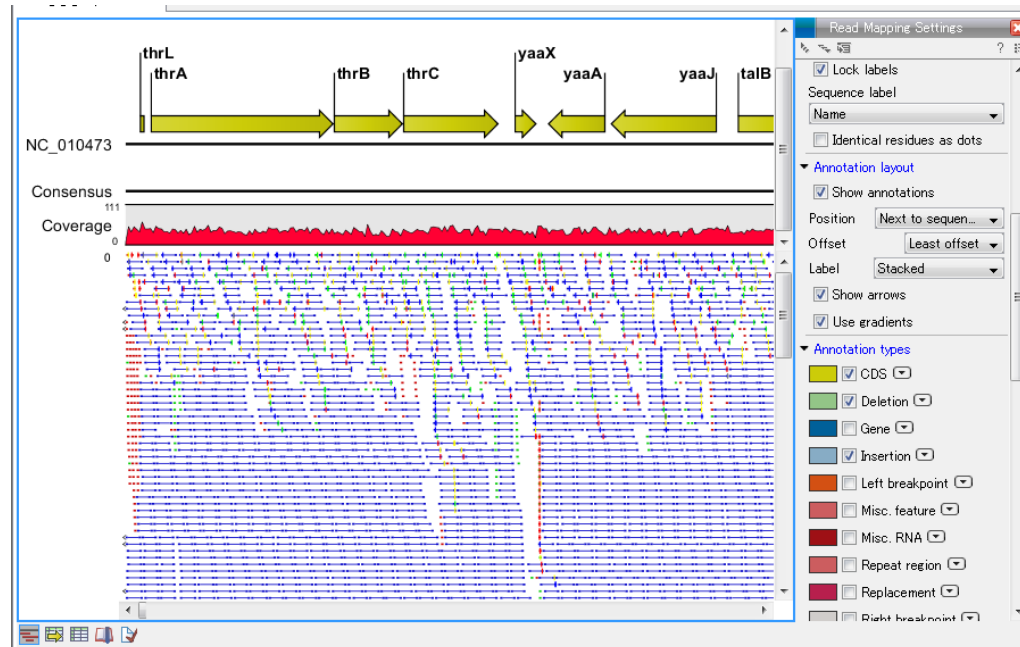 Read Mapping Settings
?
thrL
thrA
thrB
thrC
yaaX
yaaA
yaaJ
talB
NC_010473
Consensus
111
Coverage
0
0
Lock labels
Sequence label
Name
Identical residues as dots
Annotation layout
Show annotations
Position Next to sequen...
Offset Least offset
Label Stacked
Show arrows
Use gradients
Annotation types
CDS
Deletion
Gene
Insertion
Left breakpoint
Misc. feature
Misc. RNA
Repeat region
Replacement
Right breakpoint